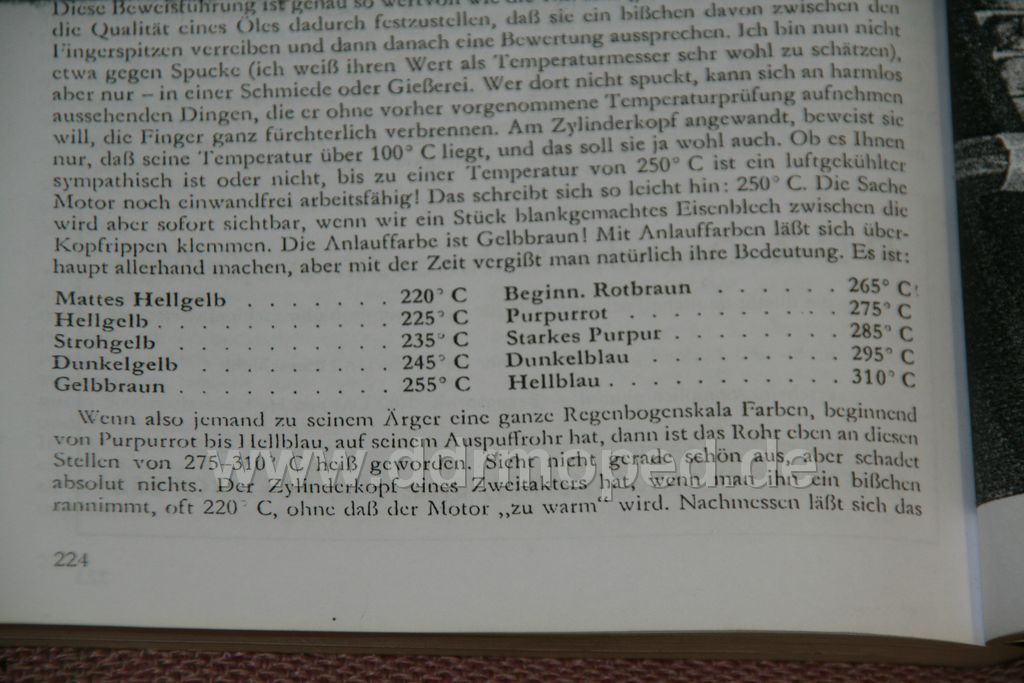 Diese Beweisführung ist genau so wertvoll wie die
die Qualität eines Öles dadurch festzustellen, daß sie ein bißchen davon zwischen den
Fingerspitzen verreiben und dann danach eine Bewertung aussprechen. Ich bin nun nicht
etwa gegen Spucke (ich weiß ihren Wert als Temperaturmesser sehr wohl zu schätzen),
aber nur – in einer Schmiede oder Gießerei. Wer dort nicht spuckt, kann sich an harmlos
aussehenden Dingen, die er ohne vorher vorgenommene Temperaturprüfung aufnehmen
will, die Finger ganz fürchterlich verbrennen. Am Zylinderkopf angewandt, beweist sie
nur, daß seine Temperatur über 100° C liegt, und das soll sie ja wohl auch. Ob es Ihnen
sympathisch ist oder nicht, bis zu einer Temperatur von 250° C ist ein luftgekühlter
Motor noch einwandfrei arbeitsfähig! Das schreibt sich so leicht hin: 250° C. Die Sache
wird aber sofort sichtbar, wenn wir ein Stück blankgemachtes Eisenblech zwischen die
Kopfrippen klemmen. Die Anlauffarbe ist Gelbbraun! Mit Anlauffarben läßt sich über-
haupt allerhand machen, aber mit der Zeit vergißt man natürlich ihre Bedeutung. Es ist:
Mattes Hellgelb . . . . . . . 220° C
Hellgelb . . . . . . . . . . . 225° C
Strohgelb . . . . . . . . . . 235° C
Dunkelgelb . . . . . . . . . 245° C
Gelbbraun . . . . . . . . . . 255° C
Beginn. Rotbraun . . . . . . 265° C
Purpurrot . . . . . . . . . . 275° C
Starkes Purpur . . . . . . . . 285° C
Dunkelblau . . . . . . . . . 295° C
Hellblau . . . . . . . . . . . 310° C
Wenn also jemand zu seinem Ärger eine ganze Regenbogenskala Farben, beginnend
von Purpurrot bis Hellblau, auf seinem Auspuffrohr hat, dann ist das Rohr eben an diesen
Stellen von 275–310° C heiß geworden. Sieht nicht gerade schön aus, aber schadet
absolut nichts. Der Zylinderkopf eines Zweitakters hat, wenn man ihn ein bißchen
rannimmt, oft 220° C, ohne daß der Motor „zu warm“ wird. Nachmessen läßt sich das
www.ddrmoped.de
224